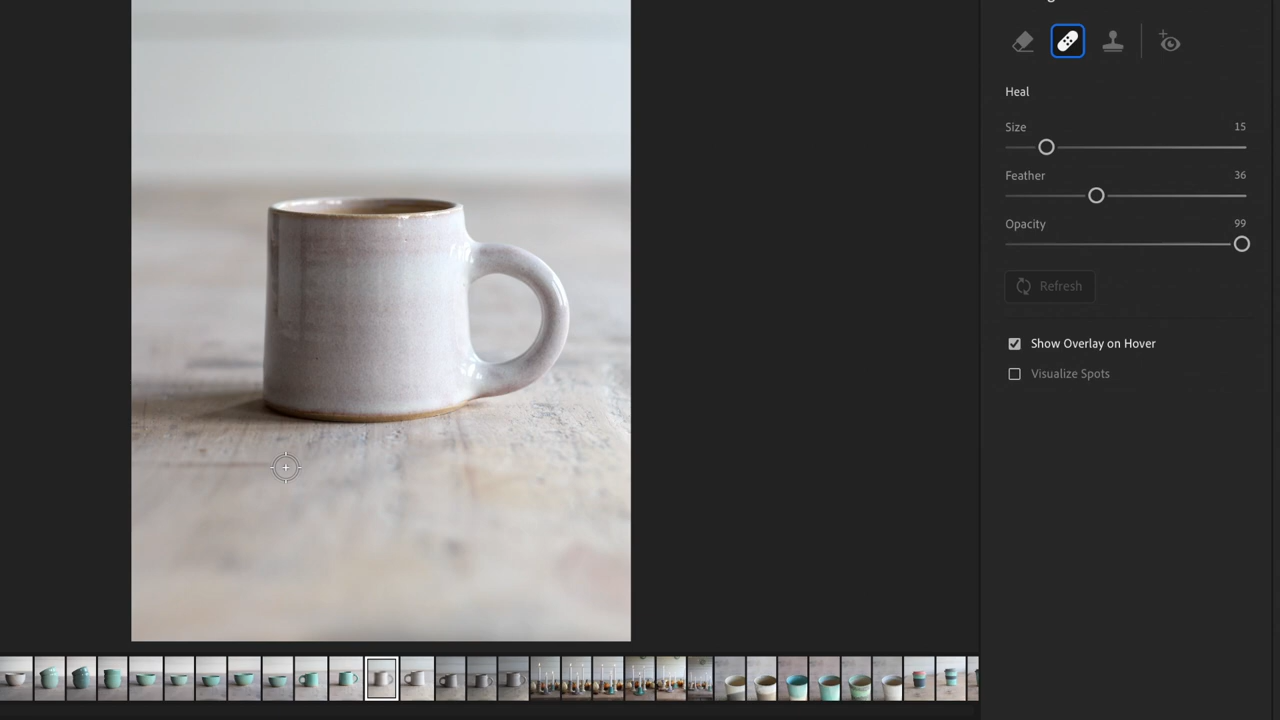 Heal
Size 15
Feather 36
Opacity 99
Refresh
Show Overlay on Hover
Visualize Spots